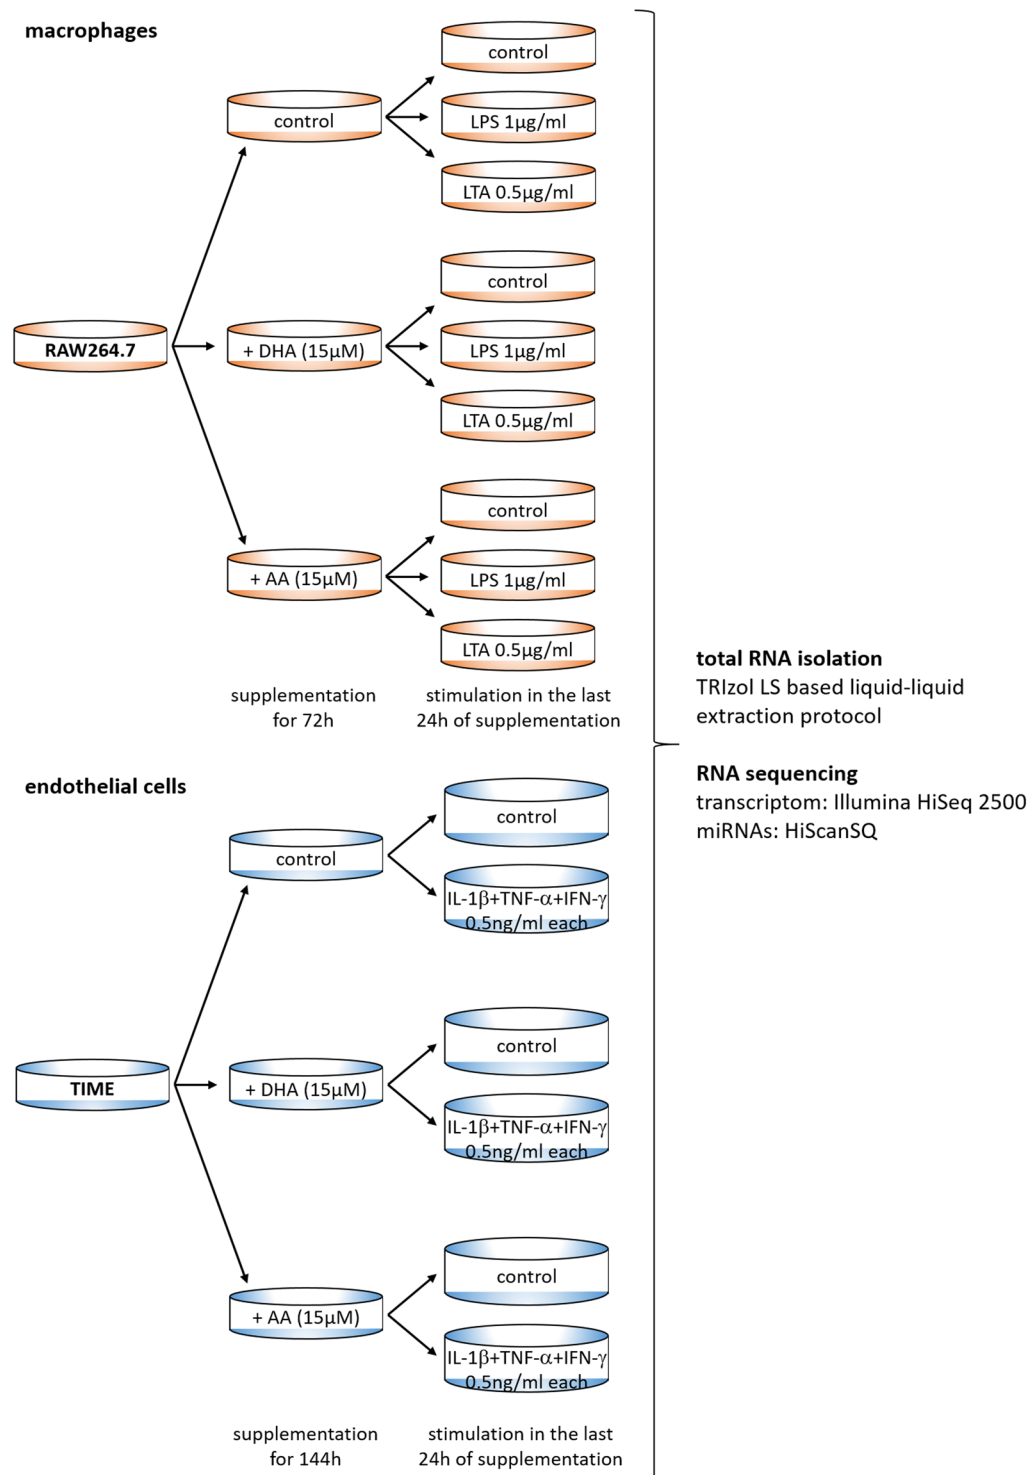 macrophages
control
LPS 1µg/ml
LTA 0.5µg/ml
control
control
LPS 1µg/ml
LTA 0.5µg/ml
RAW264.7
+ DHA (15µM)
control
LPS 1µg/ml
LTA 0.5µg/ml
+ AA (15µM)
supplementation
for 72h
stimulation in the last
24h of supplementation
total RNA isolation
TRIzol LS based liquid-liquid
extraction protocol
RNA sequencing
transcriptom: Illumina HiSeq 2500
miRNAs: HiScanSQ
endothelial cells
control
control
IL-1β+TNF-α+IFN-γ
0.5ng/ml each
TIME
+ DHA (15µM)
control
IL-1β+TNF-α+IFN-γ
0.5ng/ml each
+ AA (15µM)
control
IL-1β+TNF-α+IFN-γ
0.5ng/ml each
supplementation
for 144h
stimulation in the last
24h of supplementation